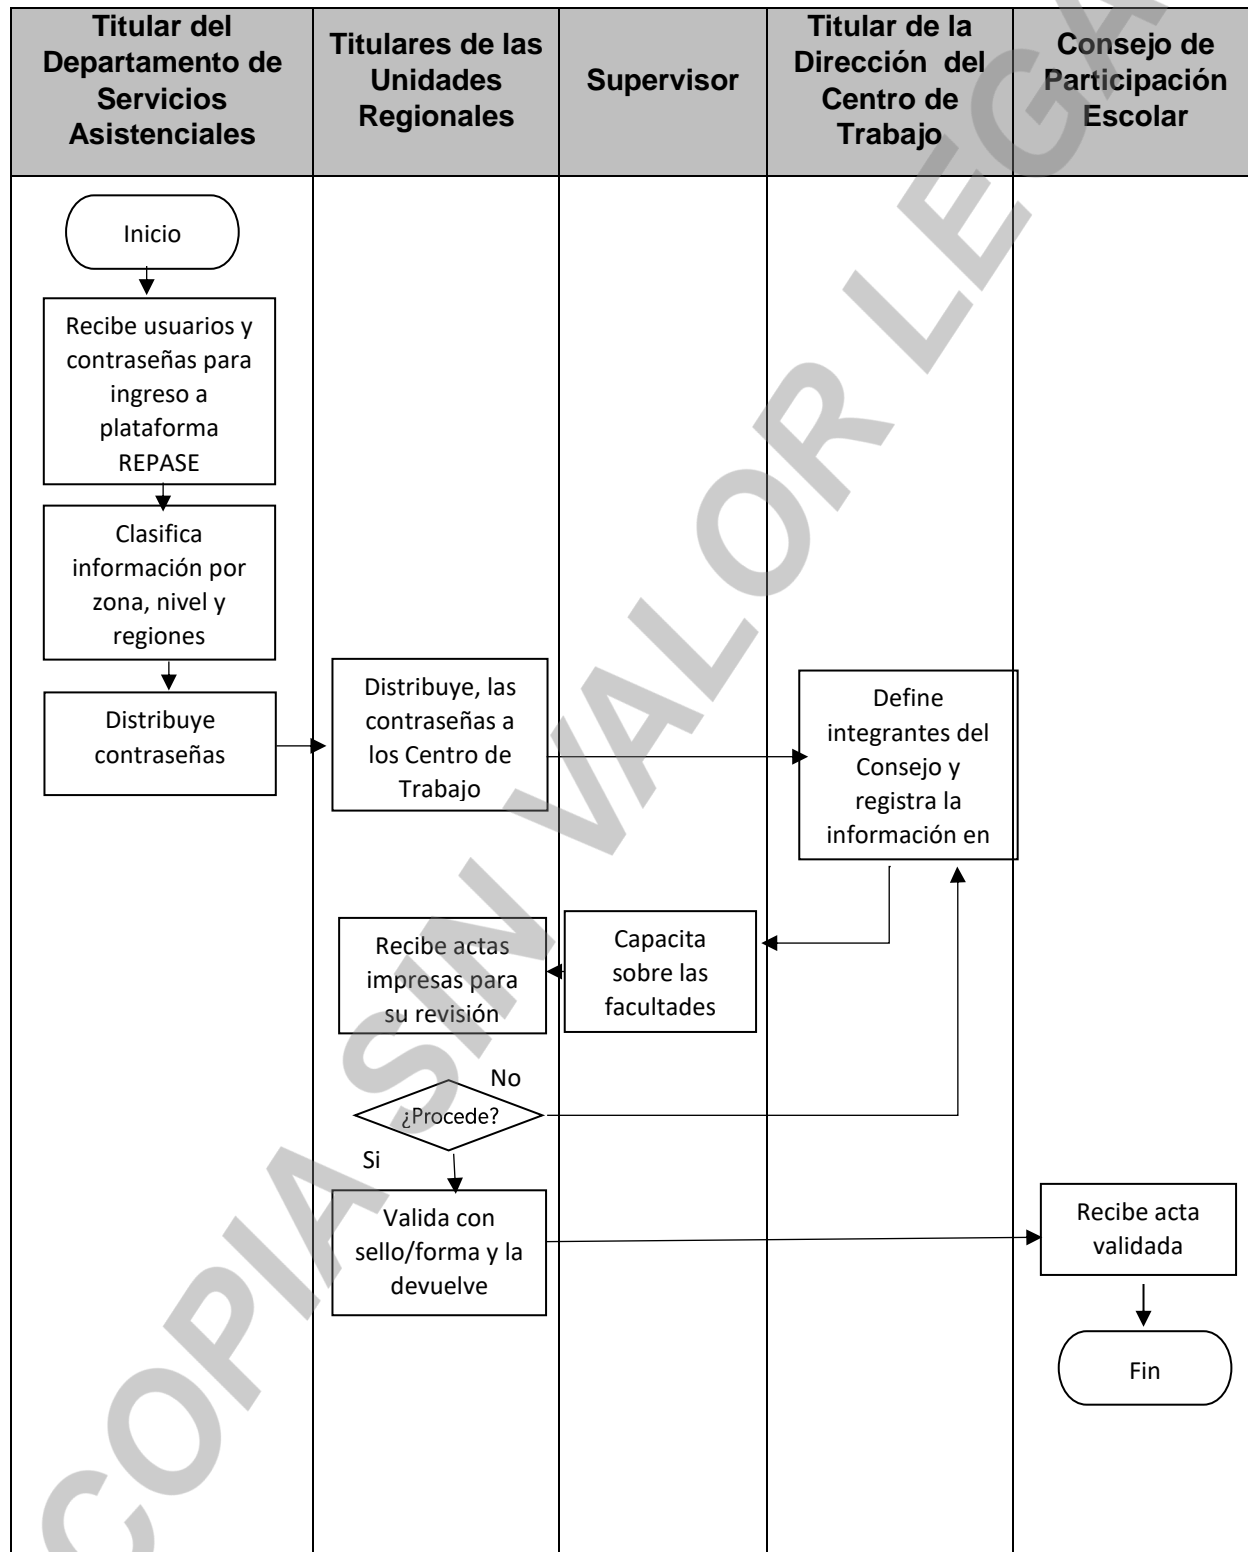 Titular del
Departamento de
Servicios
Asistenciales
Titulares de las
Unidades
Regionales
Supervisor
Titular de la
Dirección del
Centro de
Trabajo
Consejo de
Participación
Escolar
Inicio
Recibe usuarios y
contraseñas para
ingreso a
plataforma
REPASE
Clasifica
información por
zona, nivel y
regiones
Distribuye
contraseñas
Distribuye, las
contraseñas a
los Centro de
Trabajo
Define
integrantes del
Consejo y
registra la
información en
Capacita
sobre las
facultades
Recibe actas
impresas para
su revisión
No
¿Procede?
Si
Valida con
sello/forma y la
devuelve
Recibe acta
validada
Fin
COPIA SIN VALOR LEGA